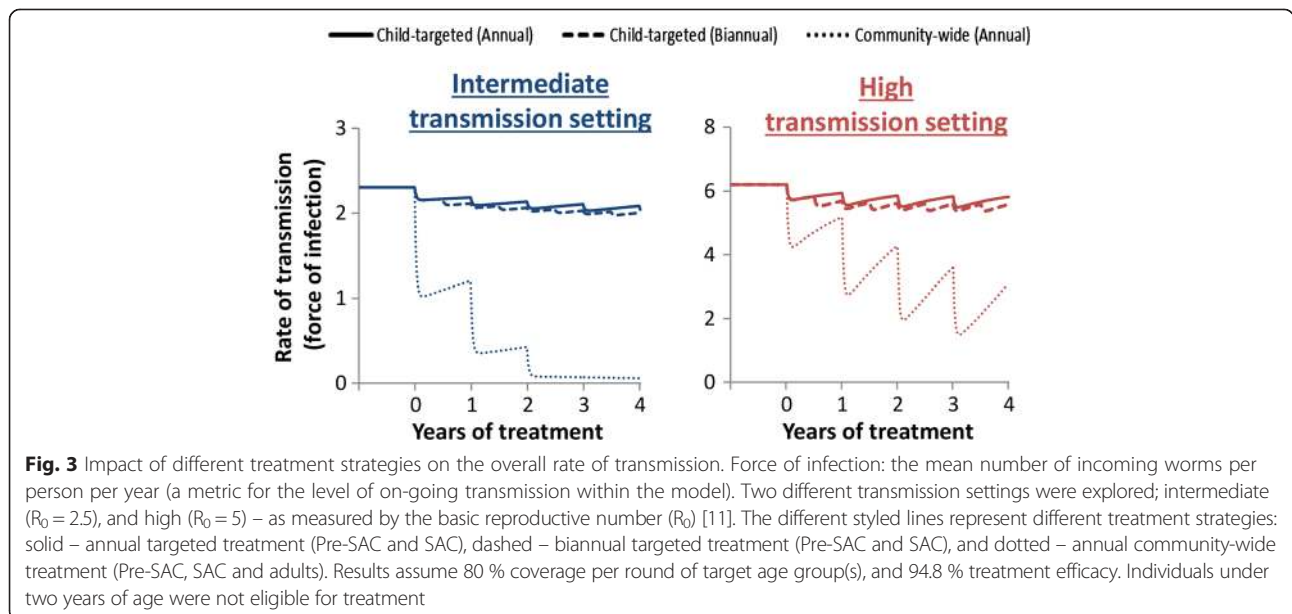 Child-targeted (Annual) Child-targeted (Biannual) Community-wide (Annual)
Intermediate
transmission setting
High
transmission setting
Rate of transmission
(force of infection)
3
2
1
0
0 1 2 3 4
Years of treatment
8
6
4
2
0
0 1 2 3 4
Years of treatment
Fig. 3 Impact of different treatment strategies on the overall rate of transmission. Force of infection: the mean number of incoming worms per
person per year (a metric for the level of on-going transmission within the model). Two different transmission settings were explored; intermediate
(R₀ = 2.5), and high (R₀ = 5) – as measured by the basic reproductive number (R₀) [11]. The different styled lines represent different treatment strategies:
solid – annual targeted treatment (Pre-SAC and SAC), dashed – biannual targeted treatment (Pre-SAC and SAC), and dotted – annual community-wide
treatment (Pre-SAC, SAC and adults). Results assume 80 % coverage per round of target age group(s), and 94.8 % treatment efficacy. Individuals under
two years of age were not eligible for treatment